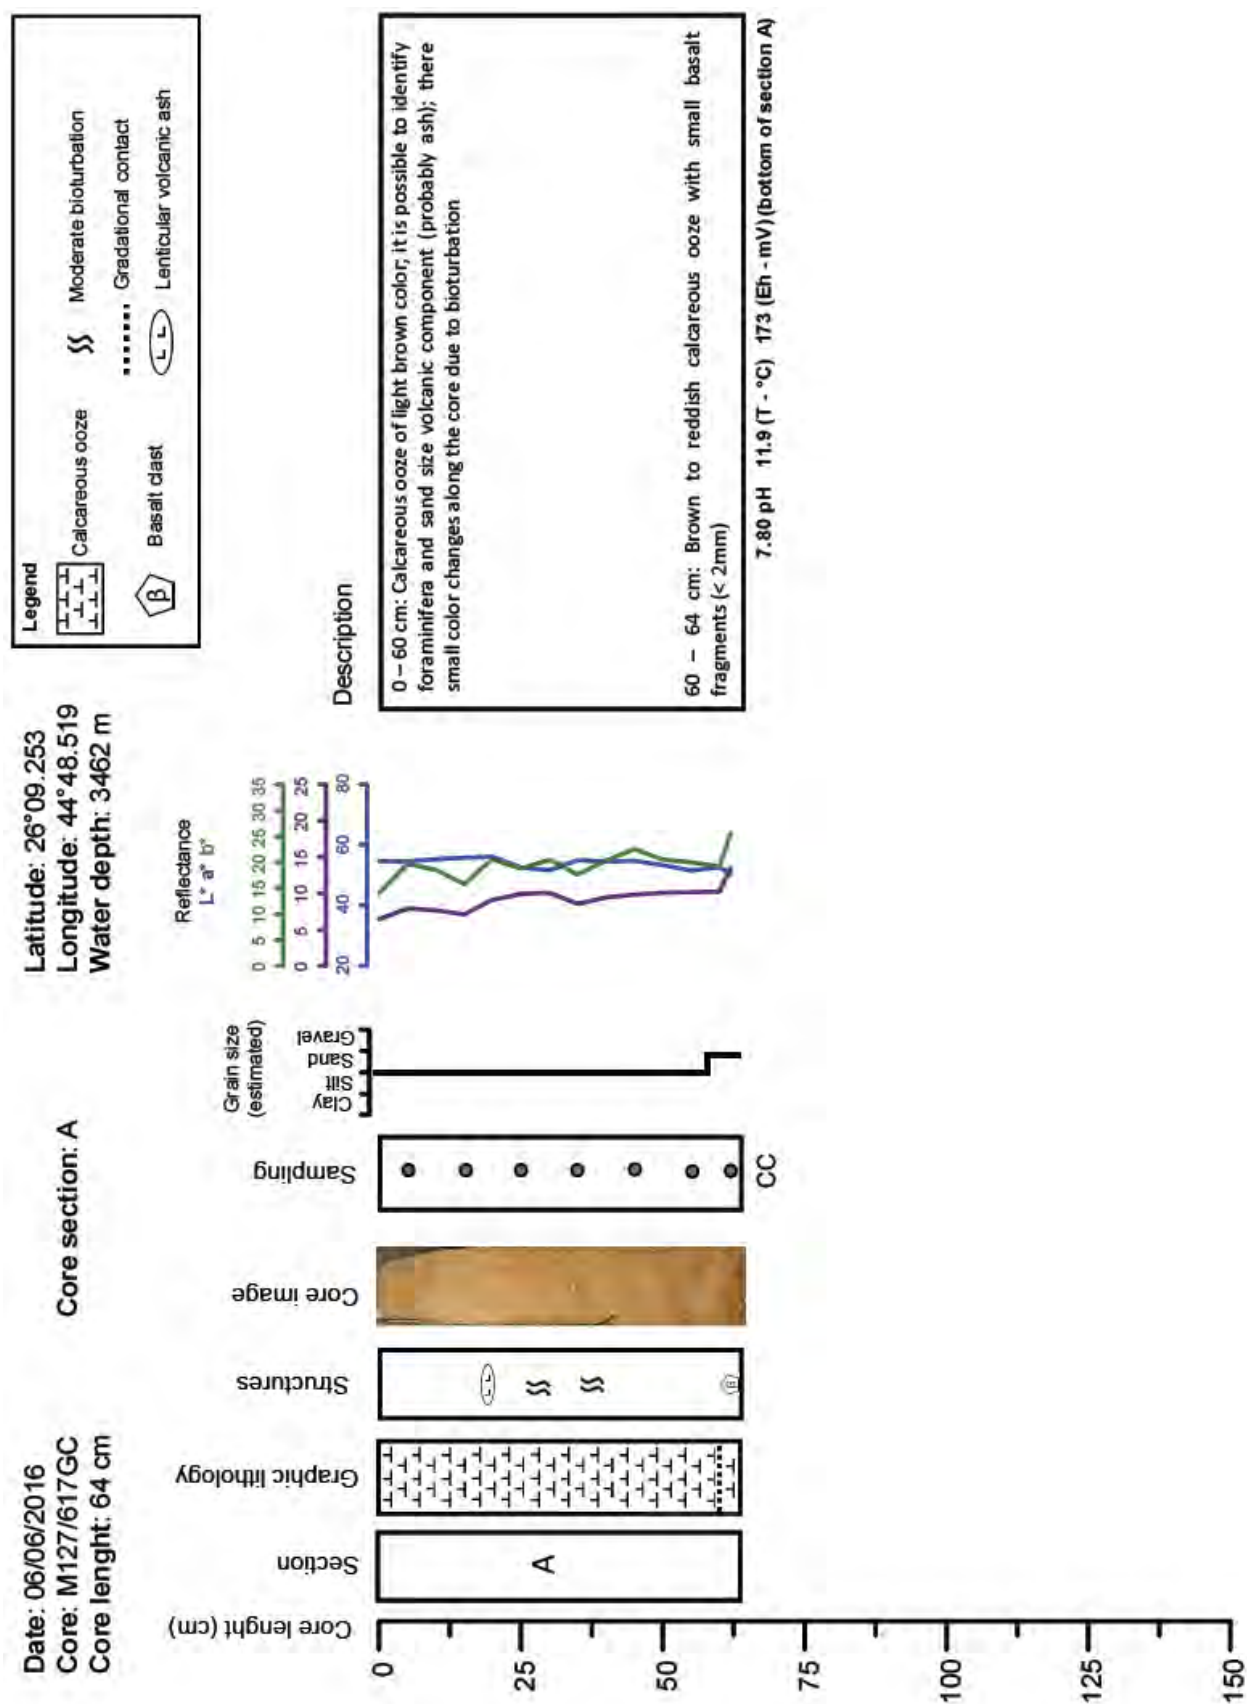 Date: 06/06/2016
Core: M127/617GC
Core lenght: 64 cm
Core section: A
Latitude: 26°09.253
Longitude: 44°48.519
Water depth: 3462 m
Legend
Calcareous ooze
Moderate bioturbation
Gradational contact
β
Basalt clast
Lenticular volcanic ash
Core lenght (cm)
Section
Graphic lithology
Structures
Core image
Sampling
Grain size
(estimated)
Clay
Silt
Sand
Gravel
Reflectance
L* a* b*
0 5 10 15 20 25 30 35
0 5 10 15 20 25
20 40 60 80
Description
0 – 60 cm: Calcareous ooze of light brown color; it is possible to identify
foraminifera and sand size volcanic component (probably ash); there
small color changes along the core due to bioturbation
60 – 64 cm: Brown to reddish calcareous ooze with small basalt
fragments (< 2mm)
7.80 pH 11.9 (T - °C) 173 (Eh - mV)(bottom of section A)
A
β
CC
0
25
50
75
100
125
150